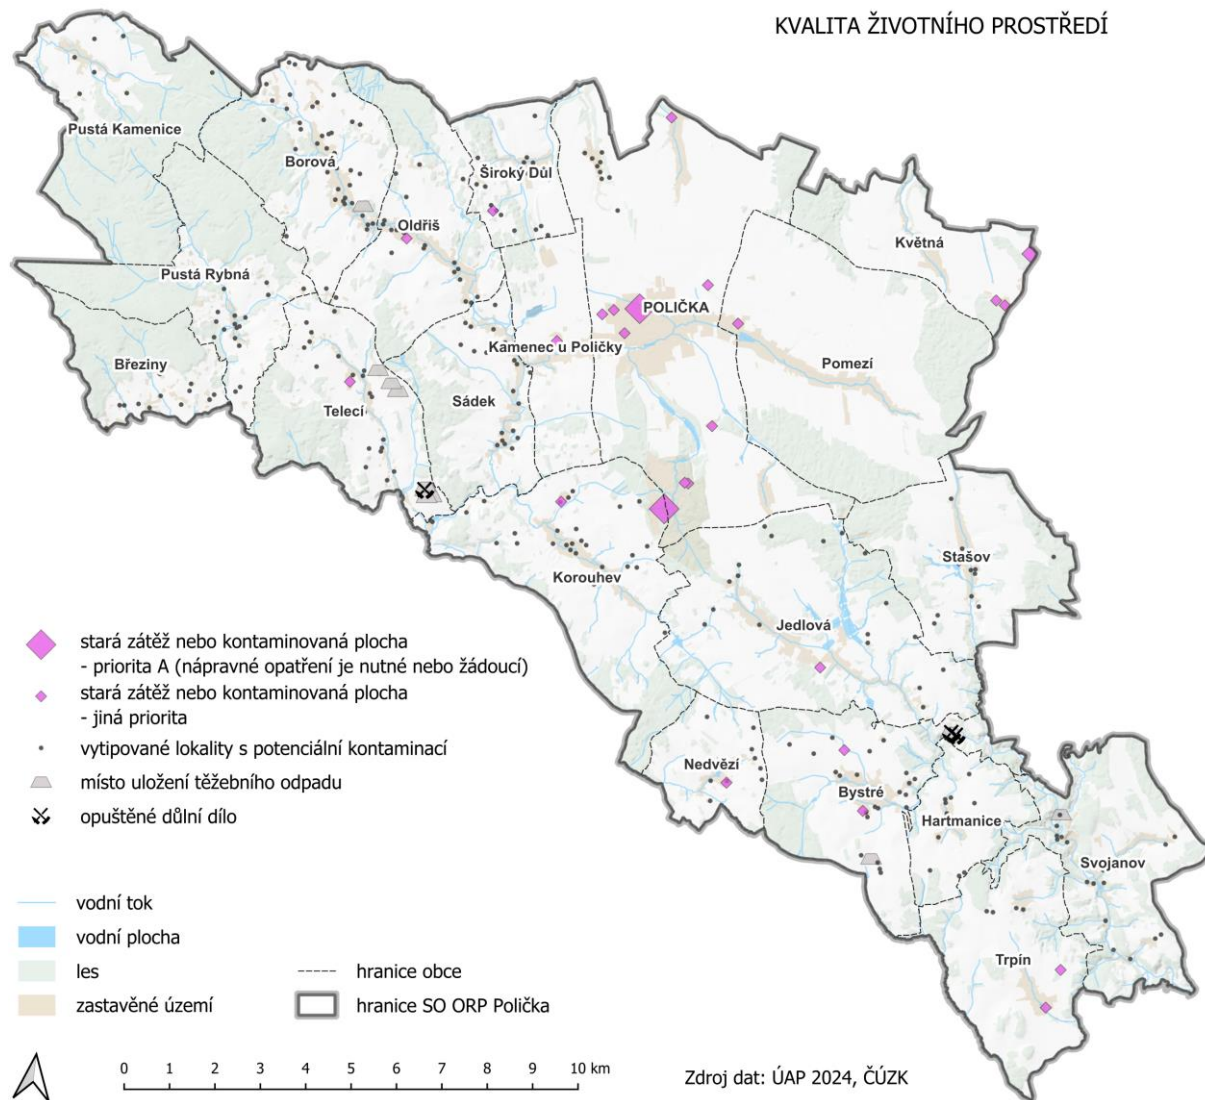 KVALITA ŽIVOTNÍHO PROSTŘEDÍ
Pustá Kamenice
Borová
Široký Důl
Oldřiš
Květná
Pustá Rybná
POLIČKA
Kamenec u Poličky
Březiny
Pomezí
Telecí
Sádek
Stašov
Korouhev
Jedlová
Nedvězí
Bystré
Hartmanice
Svojanov
Trpín
stará zátěž nebo kontaminovaná plocha
- priorita A (nápravné opatření je nutné nebo žádoucí)
stará zátěž nebo kontaminovaná plocha
- jiná priorita
vytipované lokality s potenciální kontaminací
místo uložení těžebního odpadu
opuštěné důlní dílo
vodní tok
vodní plocha
les
zastavěné území
hranice obce
hranice SO ORP Polička
0 1 2 3 4 5 6 7 8 9 10 km
Zdroj dat: ÚAP 2024, ČÚZK